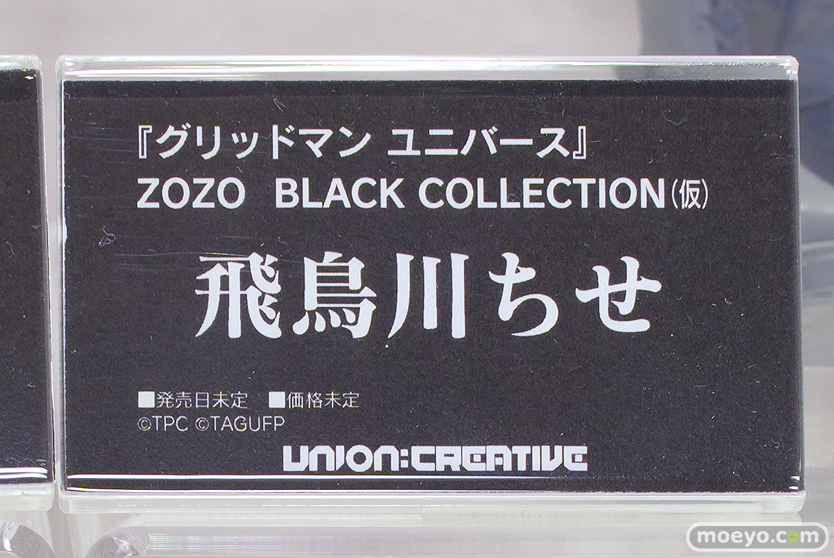 『グリッドマン ユニバース』
ZOZO BLACK COLLECTION(仮)
飛鳥川ちせ
■発売日未定 ■価格未定
©TPC ©TAGUFP
UNION:CREATIVE
moeyo.com